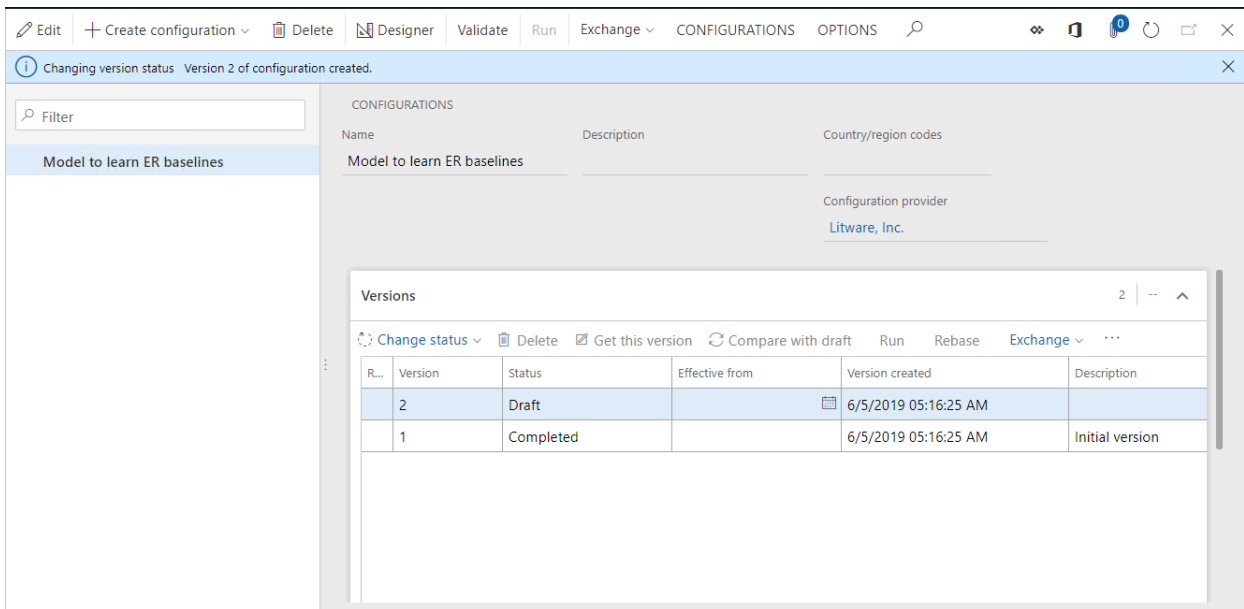 Edit Create configuration Delete Designer Validate Run Exchange CONFIGURATIONS OPTIONS 0
Changing version status Version 2 of configuration created.
Filter
Model to learn ER baselines
CONFIGURATIONS
Name Description Country/region codes
Model to learn ER baselines
Configuration provider
Litware, Inc.
Versions 2 --
Change status Delete Get this version Compare with draft Run Rebase Exchange ...
R... Version Status Effective from Version created Description
2 Draft 6/5/2019 05:16:25 AM
1 Completed 6/5/2019 05:16:25 AM Initial version